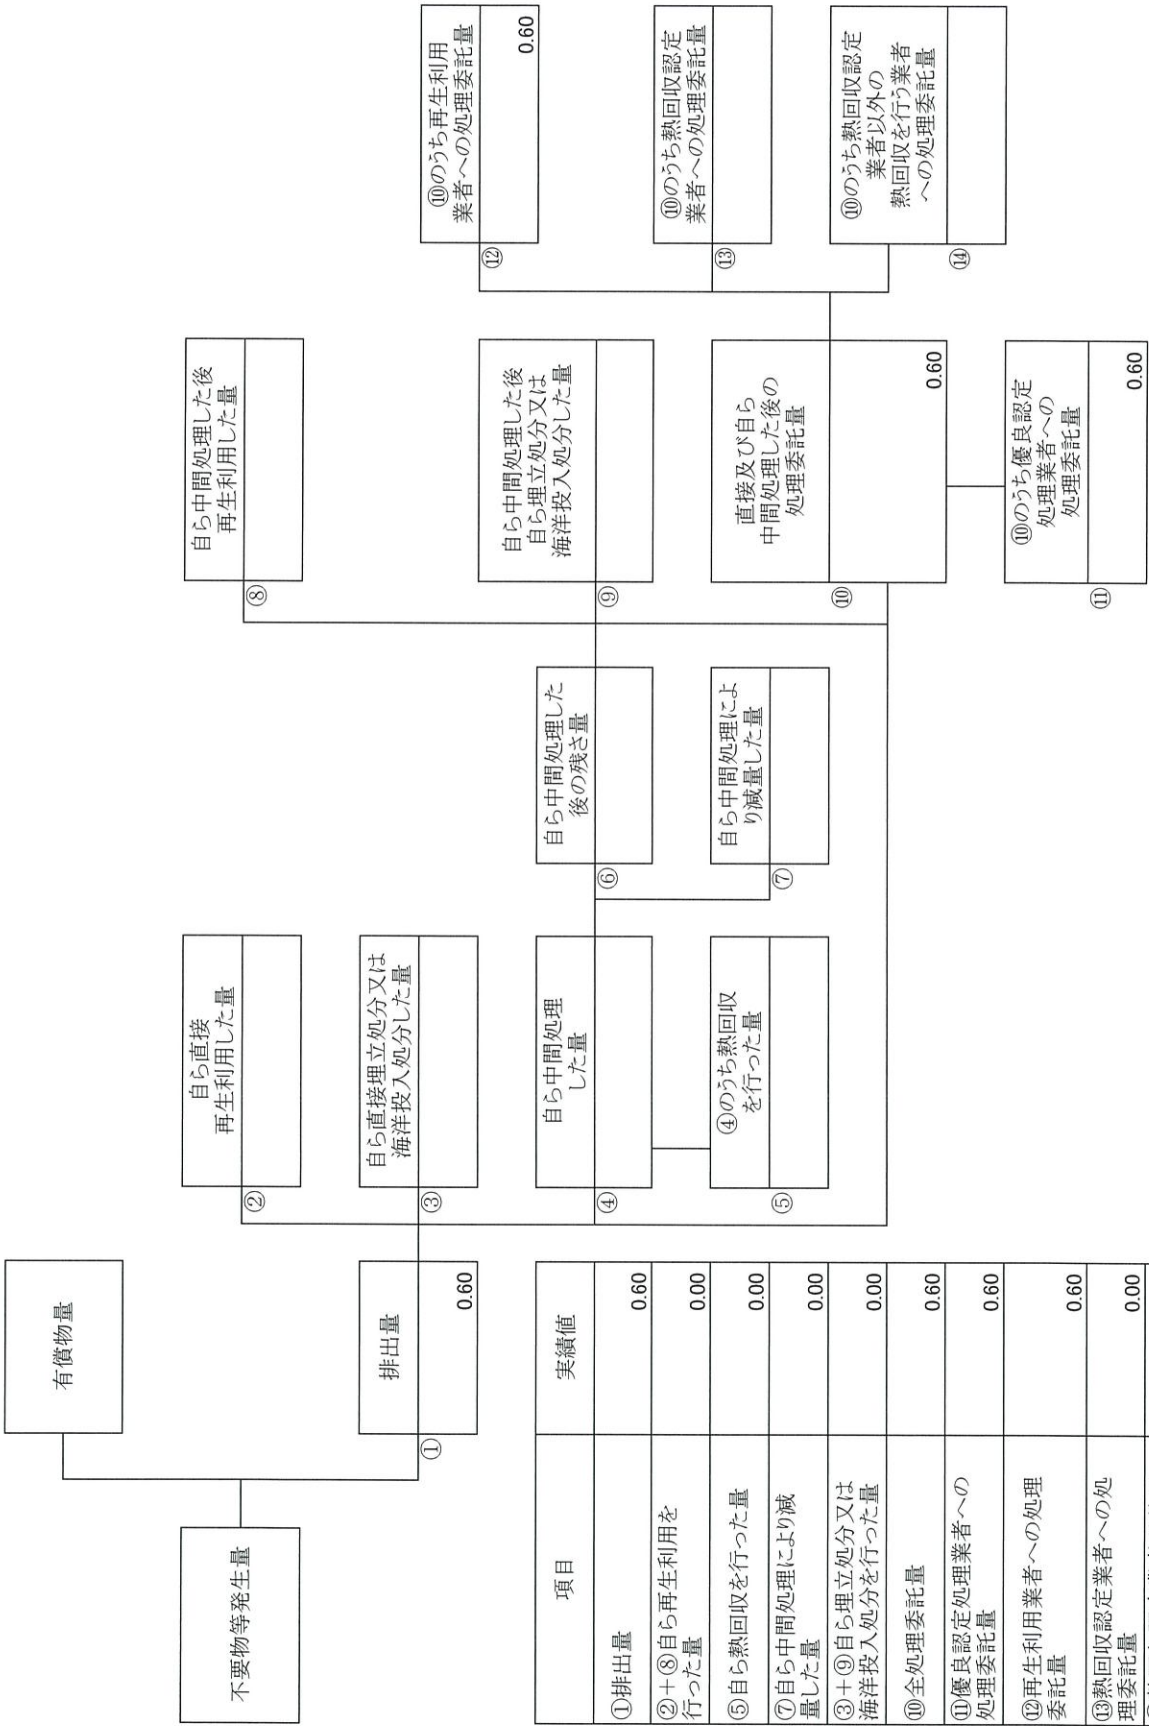 不要物等発生量
有償物量
①
排出量
0.60
②
自ら直接
再生利用した量
③
自ら直接埋立処分又は
海洋投入処分した量
④
自ら中間処理
した量
⑤
④のうち熱回収
を行った量
⑥
自ら中間処理した
後の残さ量
⑦
自ら中間処理によ
り減量した量
⑧
自ら中間処理した後
再生利用した量
⑨
自ら中間処理した後
自ら埋立処分又は
海洋投入処分した量
⑩
直接及び自ら
中間処理した後の
処理委託量
0.60
⑪
⑩のうち優良認定
処理業者への
処理委託量
0.60
⑫
⑩のうち再生利用
業者への処理委託量
0.60
⑬
⑩のうち熱回収認定
業者への処理委託量
⑭
⑩のうち熱回収認定
業者以外の
熱回収を行う業者
への処理委託量
項目
実績値
①排出量
0.60
②+⑧自ら再生利用を
行った量
0.00
⑤自ら熱回収を行った量
0.00
⑦自ら中間処理により減
量した量
0.00
③+⑨自ら埋立処分又は
海洋投入処分を行った量
0.00
⑩全処理委託量
0.60
⑪優良認定処理業者への
処理委託量
0.60
⑫再生利用業者への処理
委託量
0.60
⑬熱回収認定業者への処
理委託量
0.00